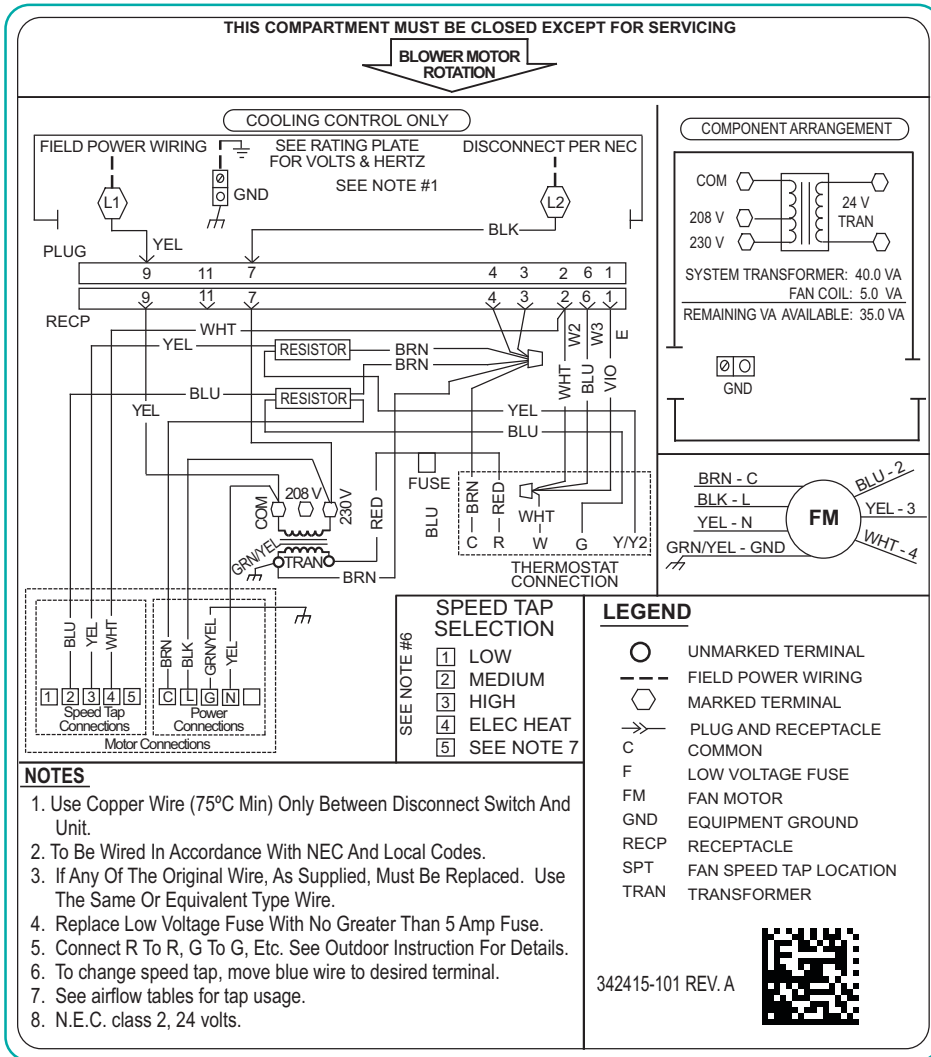 THIS COMPARTMENT MUST BE CLOSED EXCEPT FOR SERVICING
BLOWER MOTOR
ROTATION
COOLING CONTROL ONLY
FIELD POWER WIRING
SEE RATING PLATE
FOR VOLTS & HERTZ
DISCONNECT PER NEC
SEE NOTE #1
L1
GND
L2
PLUG
YEL
BLK
9 11 7 4 3 2 6 1
9 11 7 4 3 2 6 1
RECP
WHT
YEL
RESISTOR
BRN
BRN
BLU
RESISTOR
YEL
WHT
W2
BLU
W3
VIO
E
YEL
BLU
COM
208 V
230 V
RED
FUSE
BLU
BRN
RED
WHT
C R W G Y/Y2
THERMOSTAT
CONNECTION
GRN/YEL
TRAN
BRN
BLU
YEL
WHT
BRN
BLK
GRN/YEL
YEL
1 2 3 4 5
C L G N
Speed Tap
Connections
Power
Connections
Motor Connections
SPEED TAP
SELECTION
SEE NOTE #6
1 LOW
2 MEDIUM
3 HIGH
4 ELEC HEAT
5 SEE NOTE 7
COMPONENT ARRANGEMENT
COM
208 V
230 V
24 V
TRAN
SYSTEM TRANSFORMER: 40.0 VA
FAN COIL: 5.0 VA
REMAINING VA AVAILABLE: 35.0 VA
GND
BRN - C
BLK - L
YEL - N
GRN/YEL - GND
FM
BLU - 2
YEL - 3
WHT - 4
LEGEND
UNMARKED TERMINAL
FIELD POWER WIRING
MARKED TERMINAL
PLUG AND RECEPTACLE
C COMMON
F LOW VOLTAGE FUSE
FM FAN MOTOR
GND EQUIPMENT GROUND
RECP RECEPTACLE
SPT FAN SPEED TAP LOCATION
TRAN TRANSFORMER
342415-101 REV. A
NOTES
1. Use Copper Wire (75ºC Min) Only Between Disconnect Switch And
Unit.
2. To Be Wired In Accordance With NEC And Local Codes.
3. If Any Of The Original Wire, As Supplied, Must Be Replaced. Use
The Same Or Equivalent Type Wire.
4. Replace Low Voltage Fuse With No Greater Than 5 Amp Fuse.
5. Connect R To R, G To G, Etc. See Outdoor Instruction For Details.
6. To change speed tap, move blue wire to desired terminal.
7. See airflow tables for tap usage.
8. N.E.C. class 2, 24 volts.